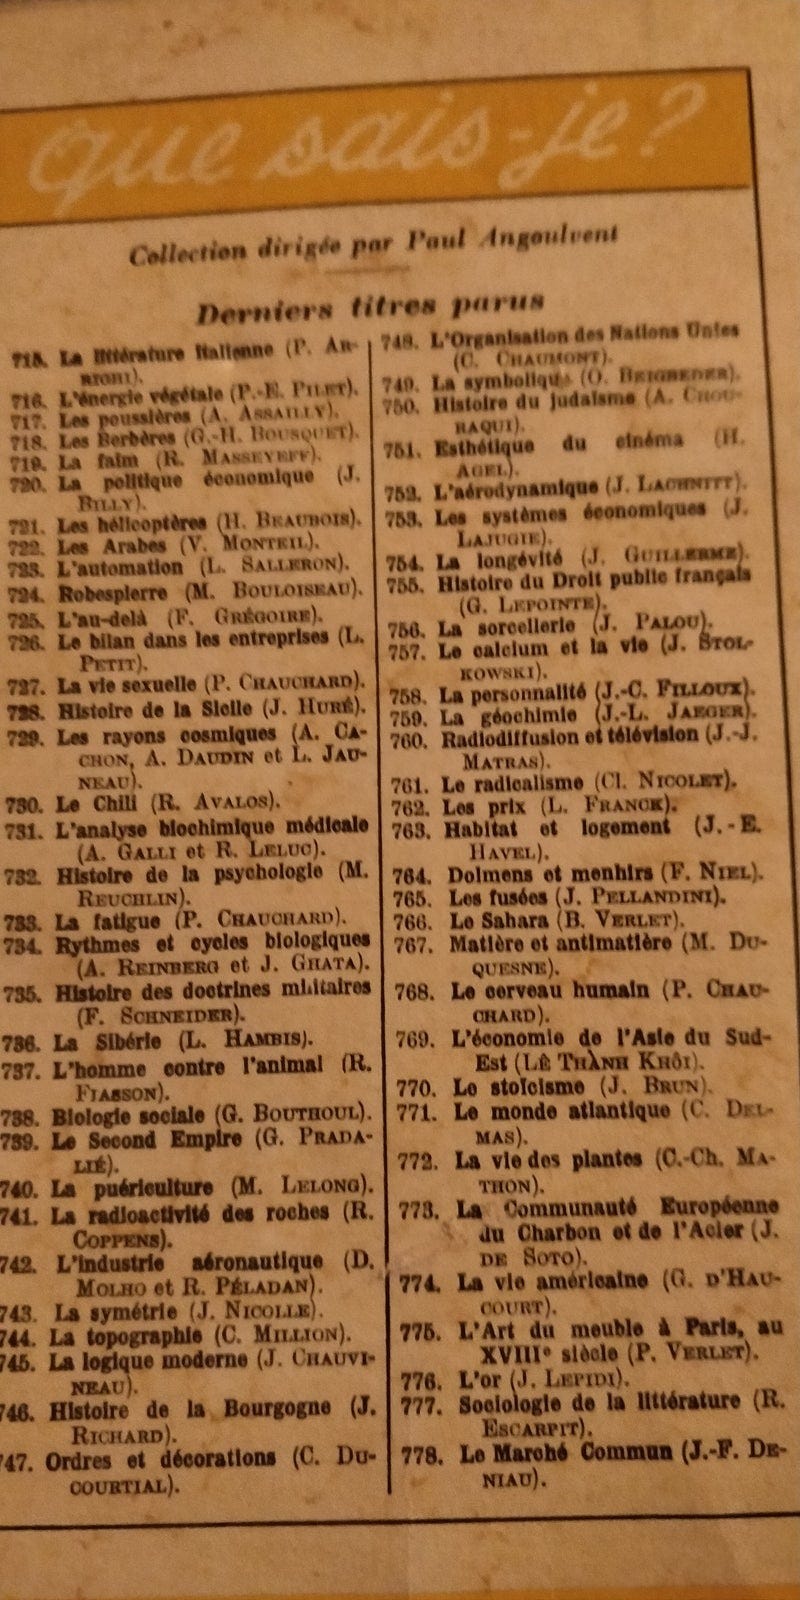 que sais-je?
Collection dirigée par Paul Angoulvent
Derniers titres parus
715. La littérature italienne (P. AR-
RIGHI).
716. L'énergie végétale (P.-E. PILET).
717. Les poussières (A. ASSAILLY).
718. Les Berbères (G.-H. BOUSQUET).
719. La faim (R. MASSEYEFF).
720. La politique économique (J.
BILLY).
721. Les hélicoptères (H. BEAUBOIS).
722. Les Arabes (V. MONTEIL).
723. L'automation (L. SALLERON).
724. Robespierre (M. BOULOISEAU).
725. L'au-delà (F. GRÉGOIRE).
726. Le bilan dans les entreprises (L.
PETIT).
727. La vie sexuelle (P. CHAUCHARD).
728. Histoire de la Sicile (J. HURÉ).
729. Les rayons cosmiques (A. CA-
CHON, A. DAUDIN et L. JAU-
NEAU).
730. Le Chili (R. AVALOS).
731. L'analyse biochimique médicale
(A. GALLI et R. LELUC).
732. Histoire de la psychologie (M.
REUCHLIN).
733. La fatigue (P. CHAUCHARD).
734. Rythmes et cycles biologiques
(A. REINBERG et J. GHATA).
735. Histoire des doctrines militaires
(F. SCHNEIDER).
736. La Sibérie (L. HAMBIS).
737. L'homme contre l'animal (R.
FIASSON).
738. Biologie sociale (G. BOUTHOUL).
739. Le Second Empire (G. PRADA-
LIÉ).
740. La puériculture (M. LELONG).
741. La radioactivité des roches (R.
COPPENS).
742. L'industrie aéronautique (D.
MOLHO et R. PÉLADAN).
743. La symétrie (J. NICOLLE).
744. La topographie (C. MILLION).
745. La logique moderne (J. CHAUVI-
NEAU).
746. Histoire de la Bourgogne (J.
RICHARD).
747. Ordres et décorations (C. DU-
COURTIAL).
748. L'Organisation des Nations Unies
(C. CHAUMONT).
749. La symbolique (O. BEIGBEDER).
750. Histoire du judaïsme (A. CHOU-
RAQUI).
751. Esthétique du cinéma (H.
AGEL).
752. L'aérodynamique (J. LACHNITT).
753. Les systèmes économiques (J.
LAJUGIE).
754. La longévité (J. GUILLERME).
755. Histoire du Droit public français
(G. LEPOINTE).
756. La sorcellerie (J. PALOU).
757. Le calcium et la vie (J. STOL-
KOWSKI).
758. La personnalité (J.-C. FILLOUX).
759. La géochimie (J.-L. JAEGER).
760. Radiodiffusion et télévision (J.-J.
MATRAS).
761. Le radicalisme (Cl. NICOLET).
762. Les prix (L. FRANCK).
763. Habitat et logement (J.-E.
HAVEL).
764. Dolmens et menhirs (F. NIEL).
765. Les fusées (J. PELLANDINI).
766. Le Sahara (B. VERLET).
767. Matière et antimatière (M. DU-
QUESNE).
768. Le cerveau humain (P. CHAU-
CHARD).
769. L'économie de l'Asie du Sud-
Est (LÊ THÀNH KHÔI).
770. Le stoïcisme (J. BRUN).
771. Le monde atlantique (C. DEL-
MAS).
772. La vie des plantes (C.-Ch. MA-
THON).
773. La Communauté Européenne
du Charbon et de l'Acier (J.
DE SOTO).
774. La vie américaine (G. D'HAU-
COURT).
775. L'Art du meuble à Paris, au
XVIIIe siècle (P. VERLET).
776. L'or (J. LEPIDI).
777. Sociologie de la littérature (R.
ESCARPIT).
778. Le Marché Commun (J.-F. DE-
NIAU).